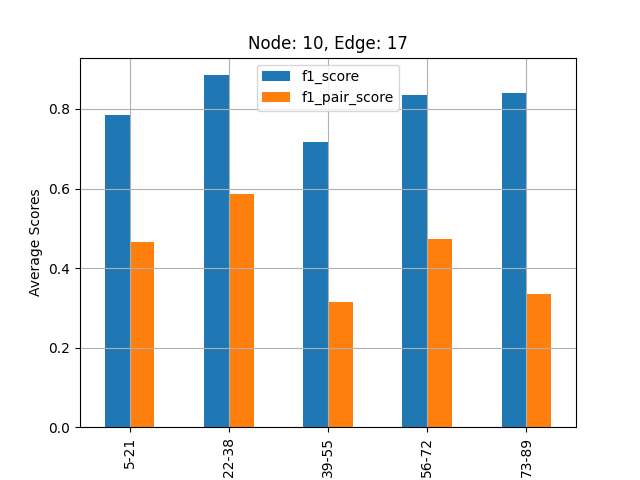 Node: 10, Edge: 17
f1_score
f1_pair_score
Average Scores
0.8
0.6
0.4
0.2
0.0
5-21
22-38
39-55
56-72
73-89